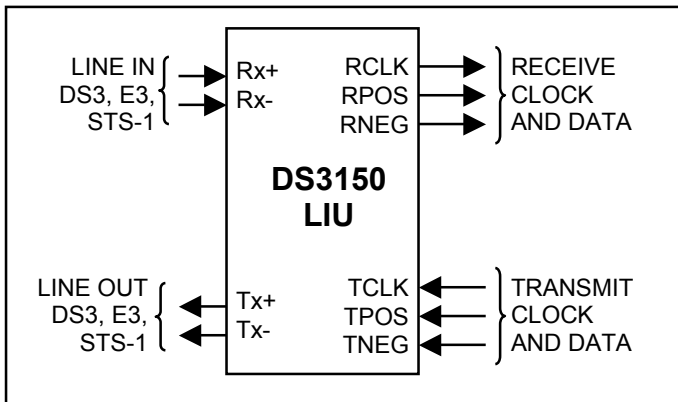 LINE IN
DS3, E3,
STS-1
Rx+
Rx-
RCLK
RPOS
RNEG
RECEIVE
CLOCK
AND DATA
DS3150
LIU
LINE OUT
DS3, E3,
STS-1
Tx+
Tx-
TCLK
TPOS
TNEG
TRANSMIT
CLOCK
AND DATA